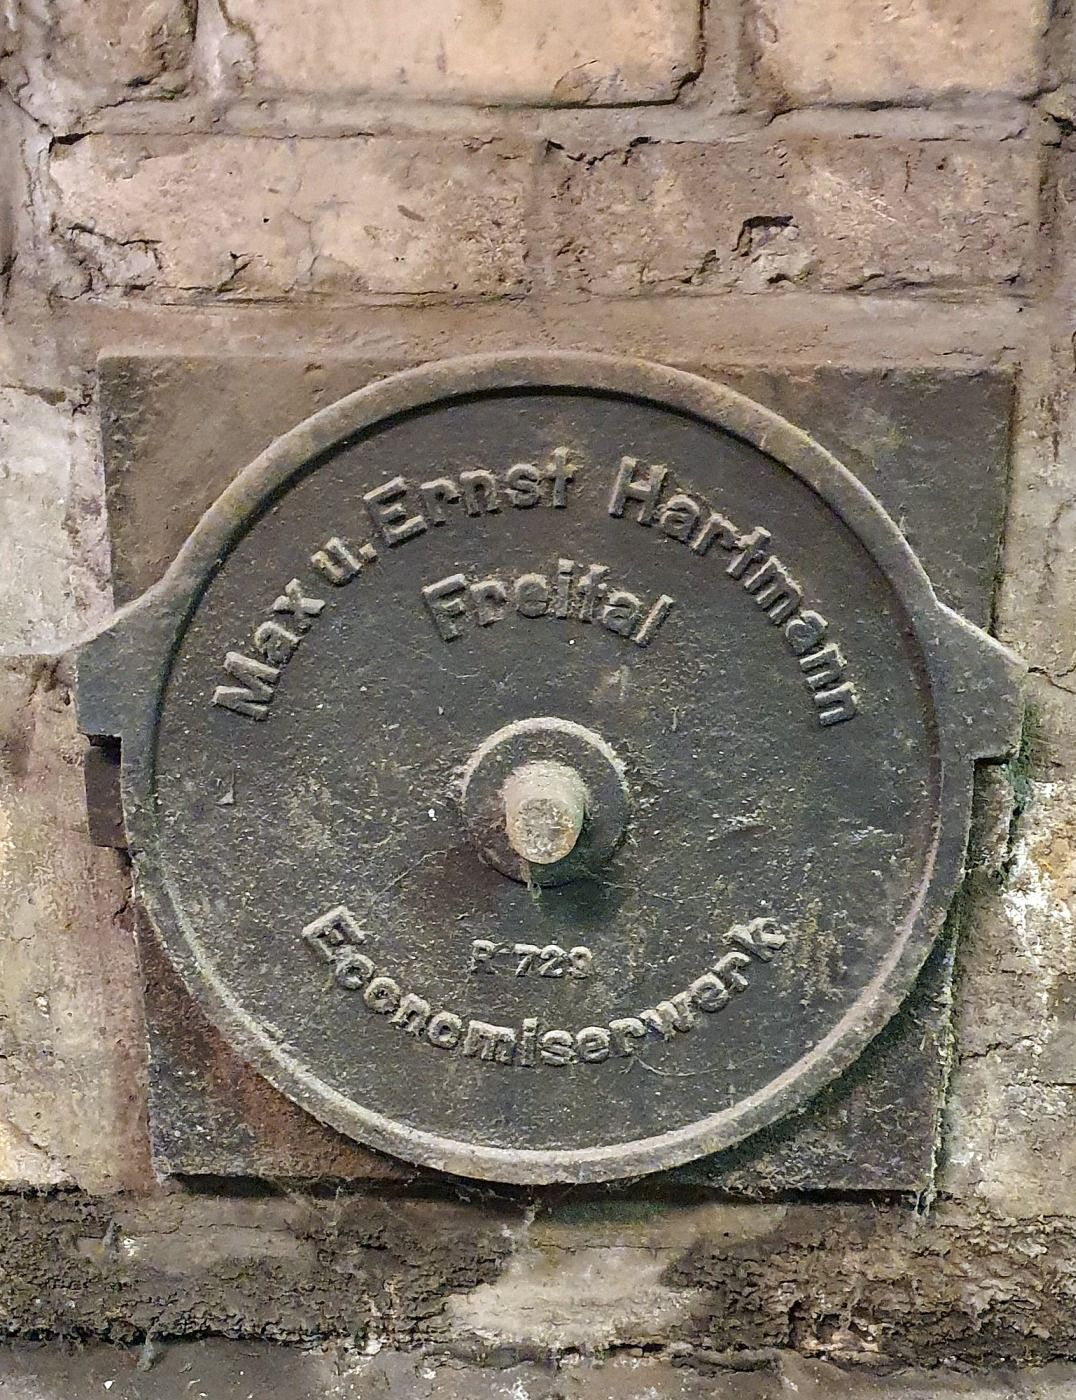 Max u. Ernst Hartmann
Freital
R 729
Economiserwerk